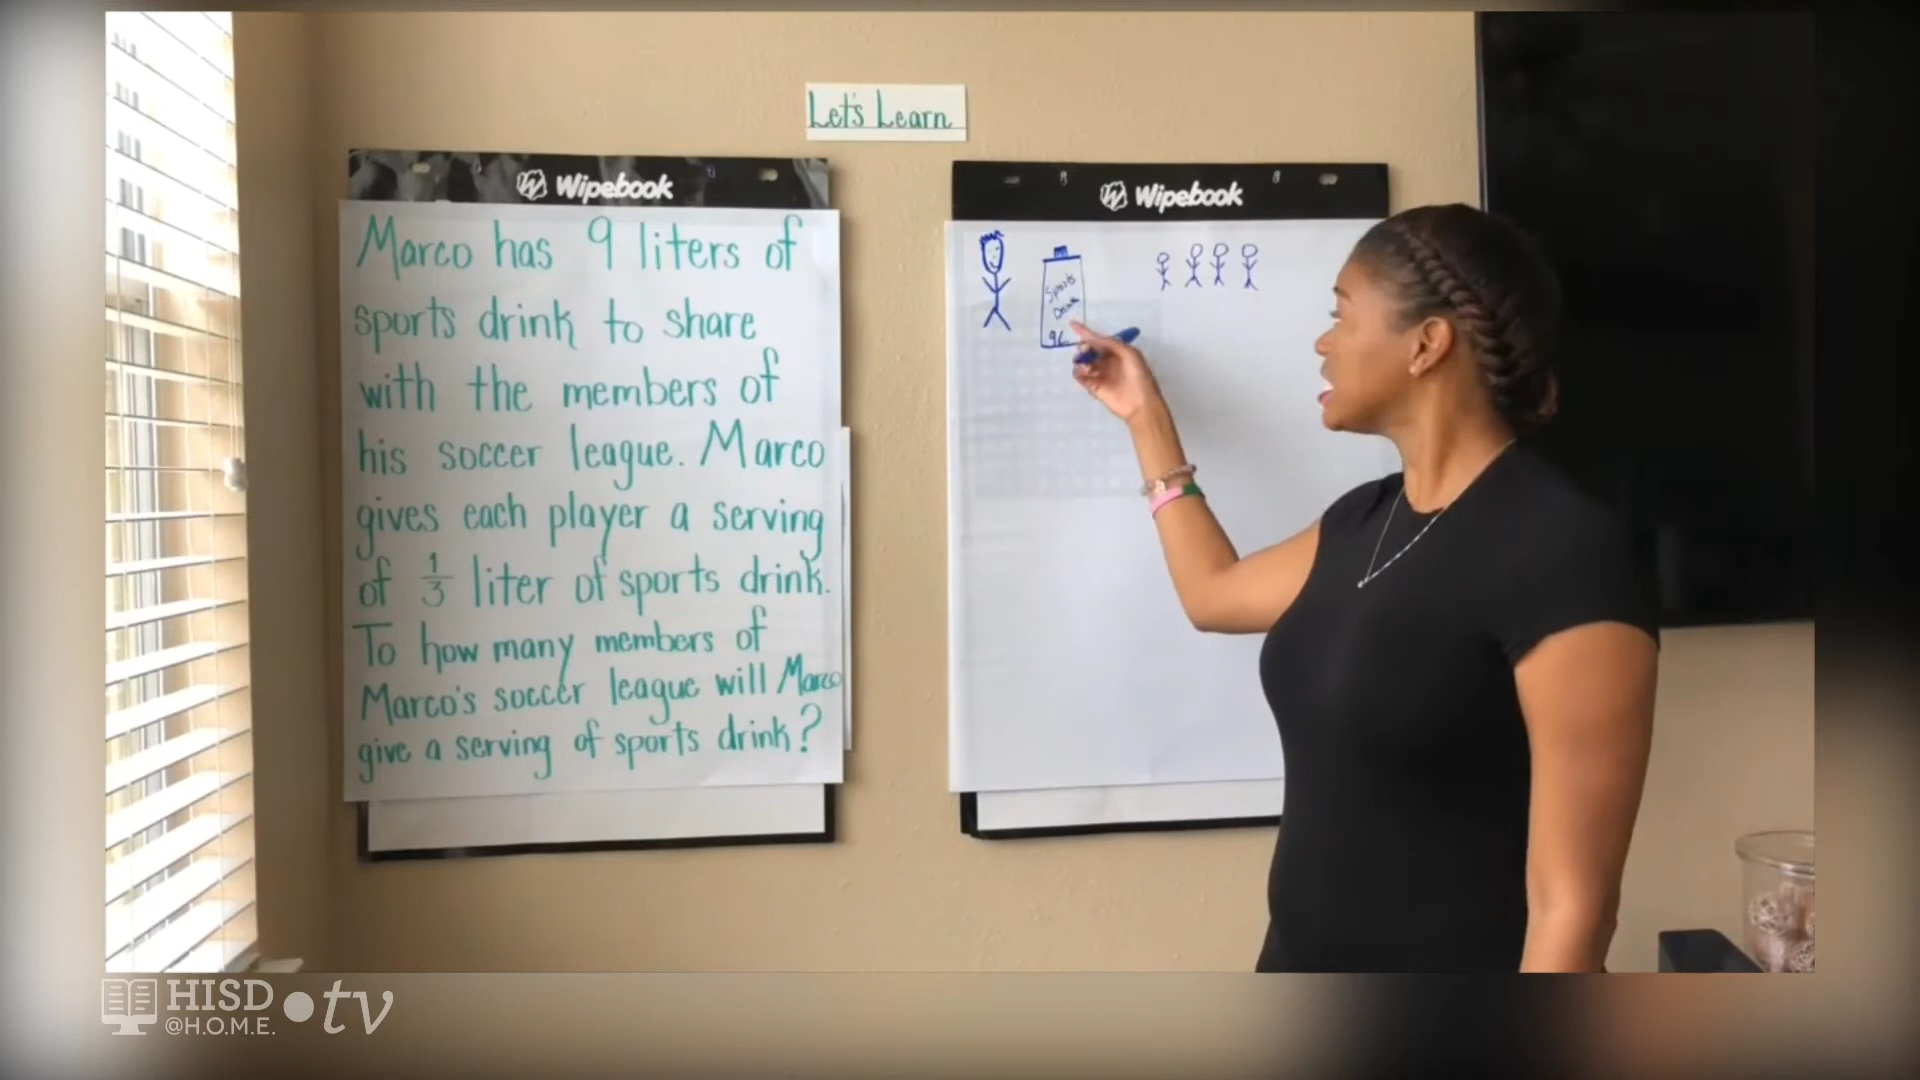 Let's Learn
Wipebook
Marco has 9 liters of
sports drink to share
with the members of
his soccer league. Marco
gives each player a serving
of 1/3 liter of sports drink.
To how many members of
Marco's soccer league will Marco
give a serving of sports drink?
Wipebook
Sports
Drink
9L
HISD
@H.O.M.E.
•tv